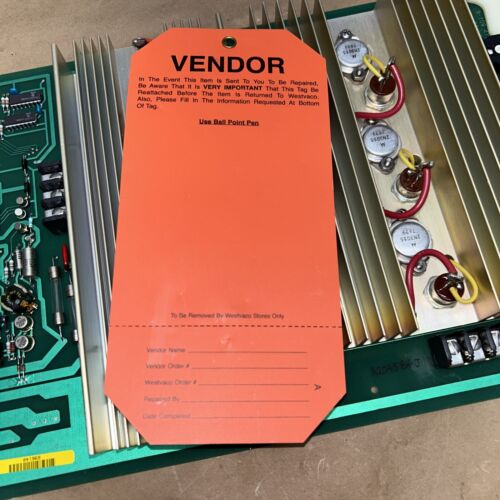 VENDOR
In The Event This Item Is Sent To You To Be Repaired,
Be Aware That It Is VERY IMPORTANT That This Tag Be
Reattached Before The Item Is Returned To Westvaco.
Also, Please Fill In The Information Requested At Bottom
Of Tag.
Use Ball Point Pen
To Be Removed By Westvaco Stores Only
Vendor Name
Vendor Order #
Westvaco Order #
Repaired By
Date Completed
A
2N3055
2N3055
2N3055